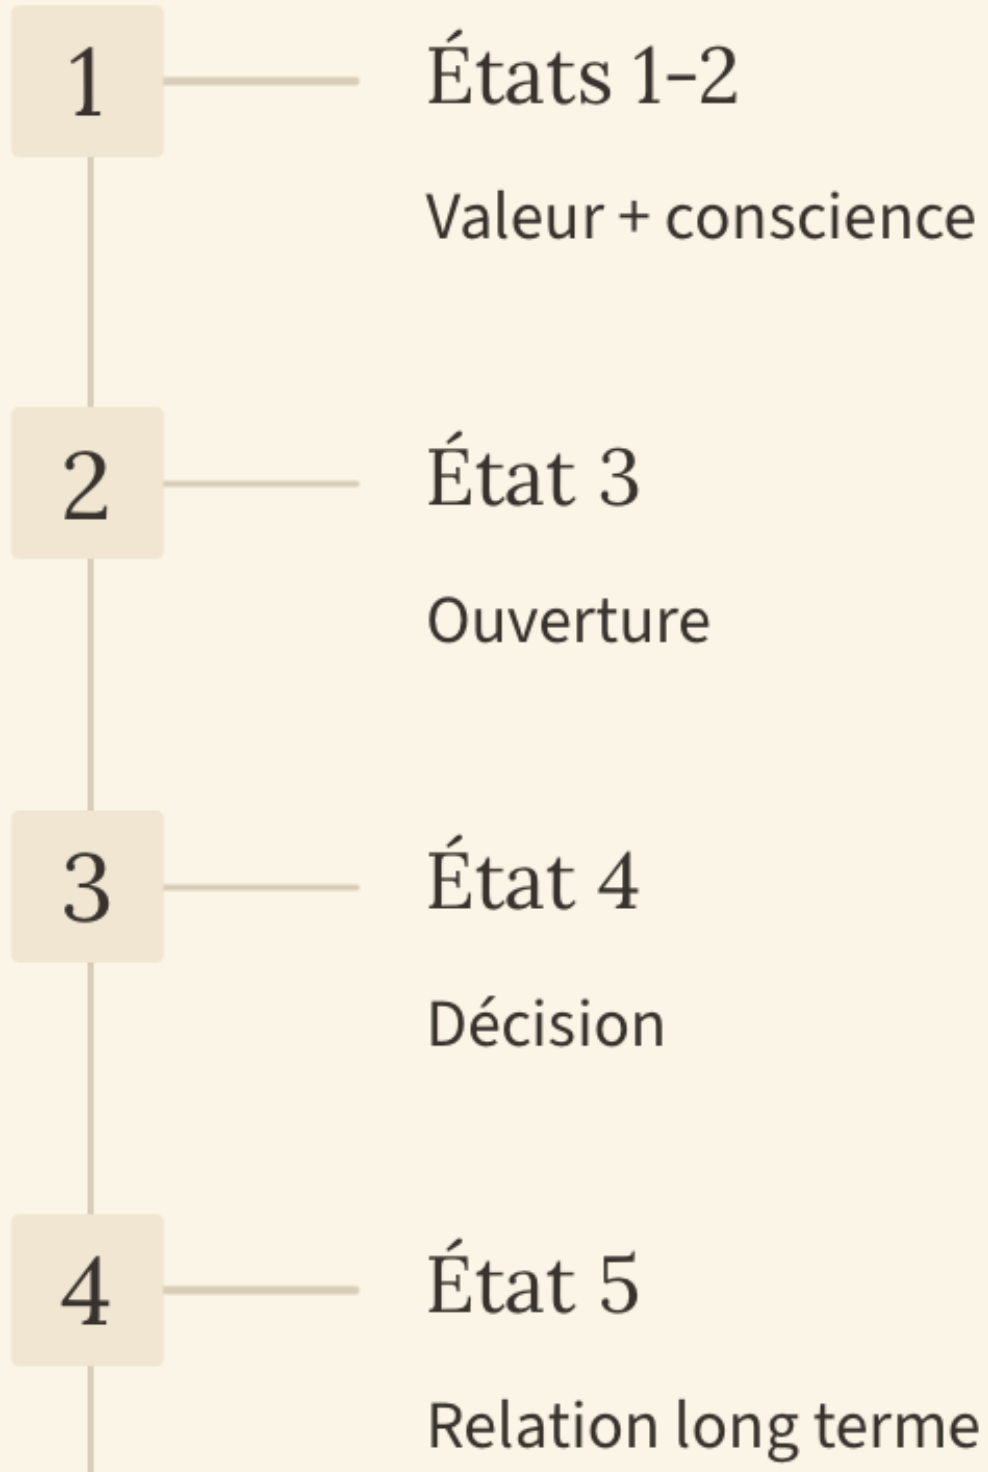 1
États 1-2
Valeur + conscience
2
État 3
Ouverture
3
État 4
Décision
4
État 5
Relation long terme